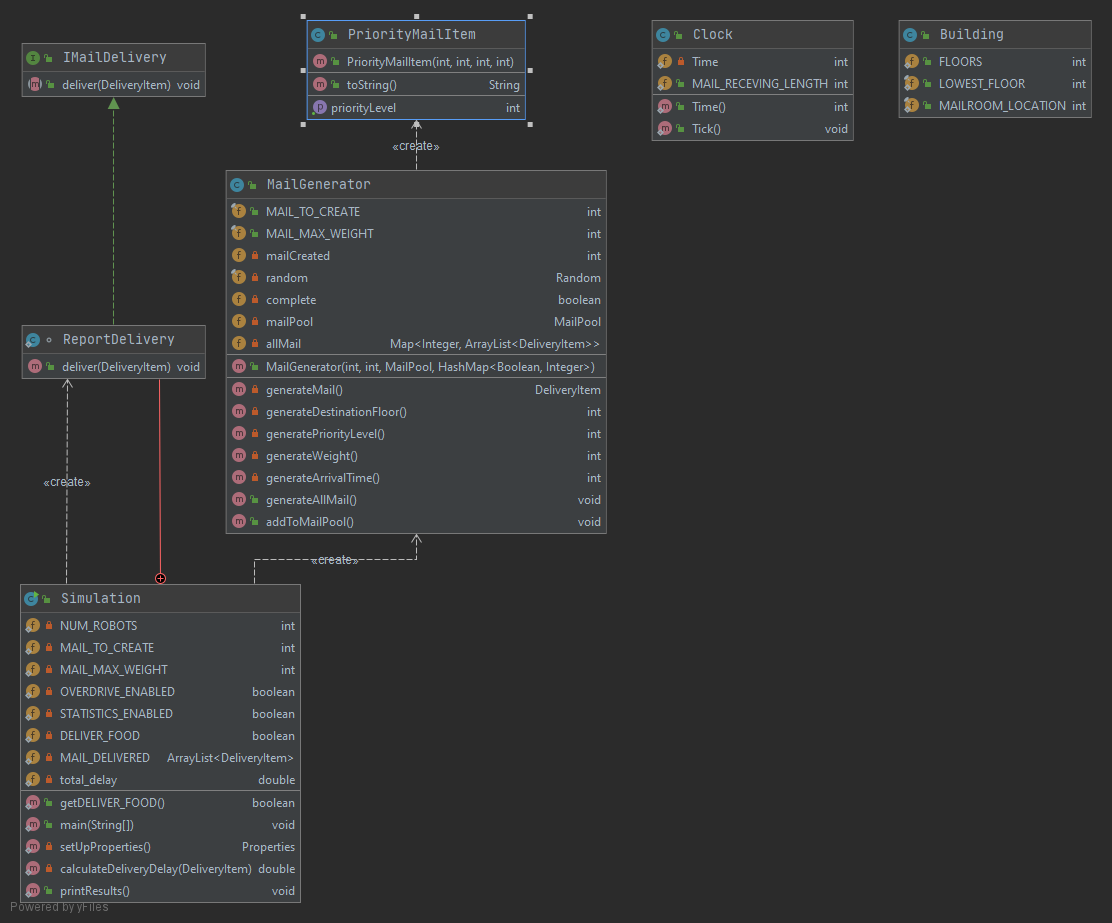 IMailDelivery
deliver(DeliveryItem) void
PriorityMailItem
PriorityMailItem(int, int, int, int)
toString() String
priorityLevel int
Clock
Time int
MAIL_RECEVING_LENGTH int
Time() int
Tick() void
Building
FLOORS int
LOWEST_FLOOR int
MAILROOM_LOCATION int
«create»
MailGenerator
MAIL_TO_CREATE int
MAIL_MAX_WEIGHT int
mailCreated int
random Random
complete boolean
mailPool MailPool
allMail Map<Integer, ArrayList<DeliveryItem>>
MailGenerator(int, int, MailPool, HashMap<Boolean, Integer>)
generateMail() DeliveryItem
generateDestinationFloor() int
generatePriorityLevel() int
generateWeight() int
generateArrivalTime() int
generateAllMail() void
addToMailPool() void
ReportDelivery
deliver(DeliveryItem) void
«create»
«create»
Simulation
NUM_ROBOTS int
MAIL_TO_CREATE int
MAIL_MAX_WEIGHT int
OVERDRIVE_ENABLED boolean
STATISTICS_ENABLED boolean
DELIVER_FOOD boolean
MAIL_DELIVERED ArrayList<DeliveryItem>
total_delay double
getDELIVER_FOOD() boolean
main(String[]) void
setUpProperties() Properties
calculateDeliveryDelay(DeliveryItem) double
printResults() void
Powered by yFiles